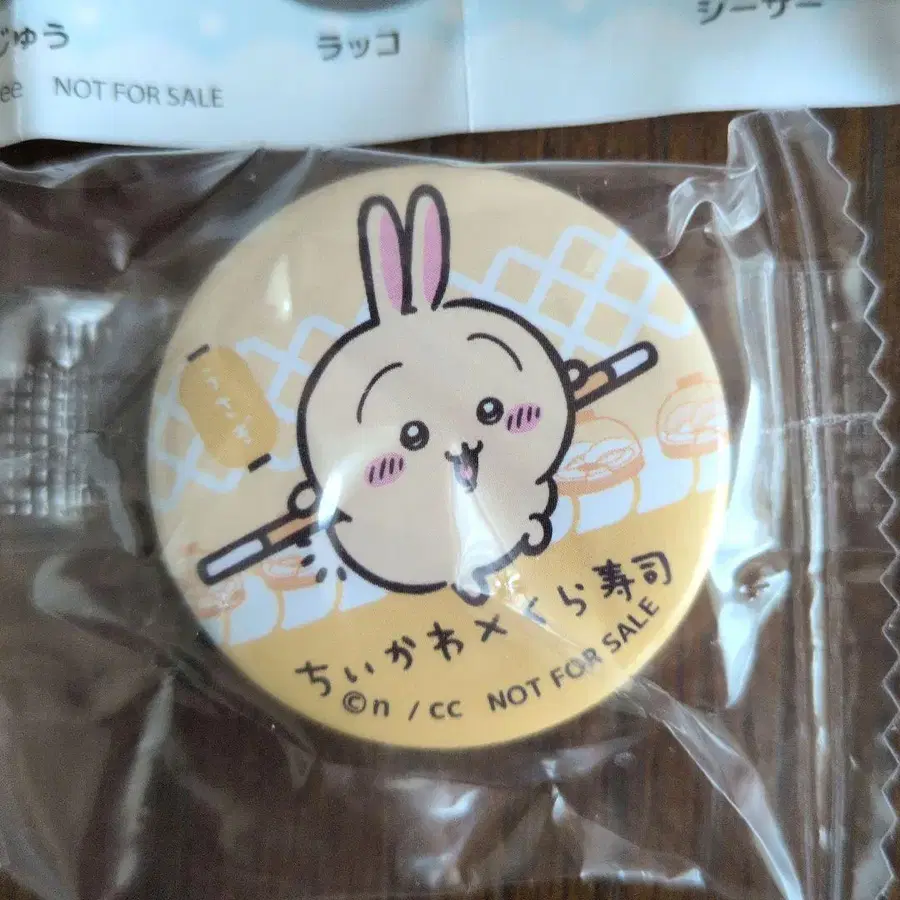 じゅう
ラッコ
シーサー
ee NOT FOR SALE
ちいかわ×くら寿司
©n / cc NOT FOR SALE